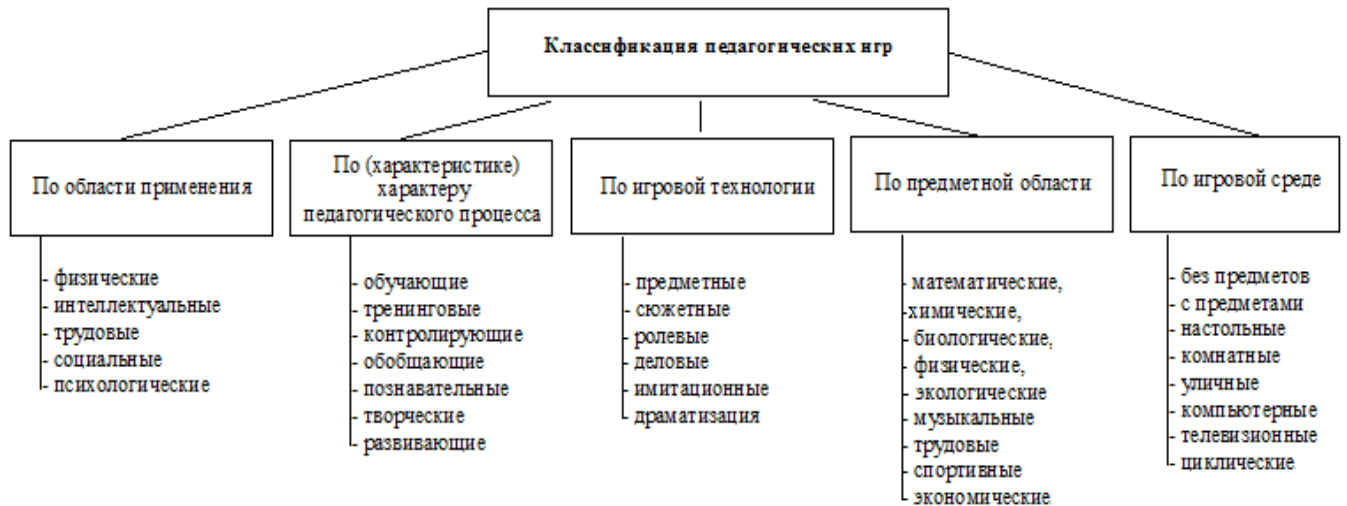 Классификация педагогических игр
По области применения
- физические
- интеллектуальные
- трудовые
- социальные
- психологические
По (характеристике)
характеру
педагогического процесса
- обучающие
- тренинговые
- контролирующие
- обобщающие
- познавательные
- творческие
- развивающие
По игровой технологии
- предметные
- сюжетные
- ролевые
- деловые
- имитационные
- драматизация
По предметной области
- математические,
-химические,
- биологические,
- физические,
- экологические
- музыкальные
- трудовые
- спортивные
- экономические
По игровой среде
- без предметов
- с предметами
- настольные
- комнатные
- уличные
- компьютерные
- телевизионные
- циклические